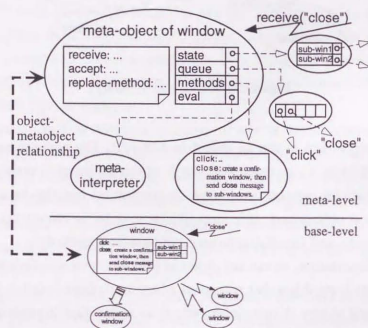 meta-object of window
receive("close")
receive: ...
accept: ...
replace-method: ...
state
queue
methods
eval
sub-win1
sub-win2
object-
metaobject
relationship
"click"
"close"
meta-
interpreter
click:..
close: create a confir-
mation window, then
send close message
to sub-windows.
meta-level
base-level
window
"close"
click: ...
close: create a confirma-
tion window, then
send close message
to sub-windows.
sub-win1
sub-win2
window
window
window
confirmation
window